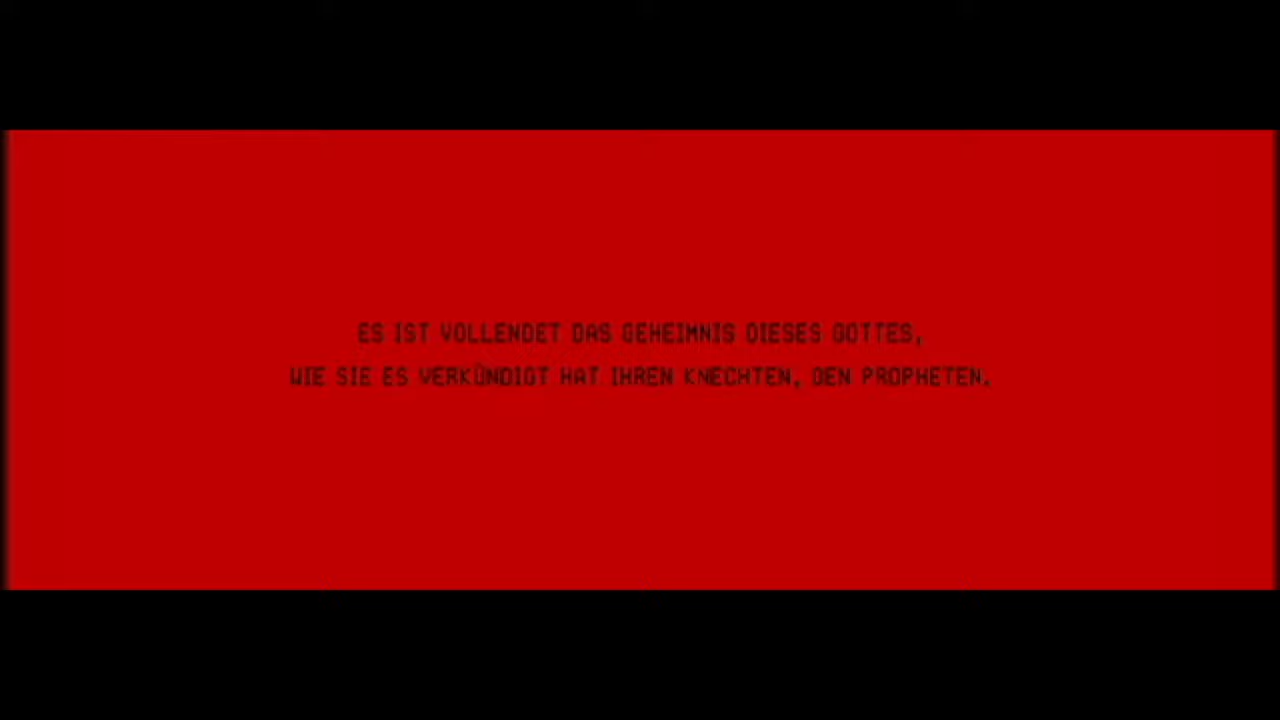 ES IST VOLLENDET DAS GEHEIMNIS DIESES GOTTES,
WIE SIE ES VERKÜNDIGT HAT IHREN KNECHTEN, DEN PROPHETEN.